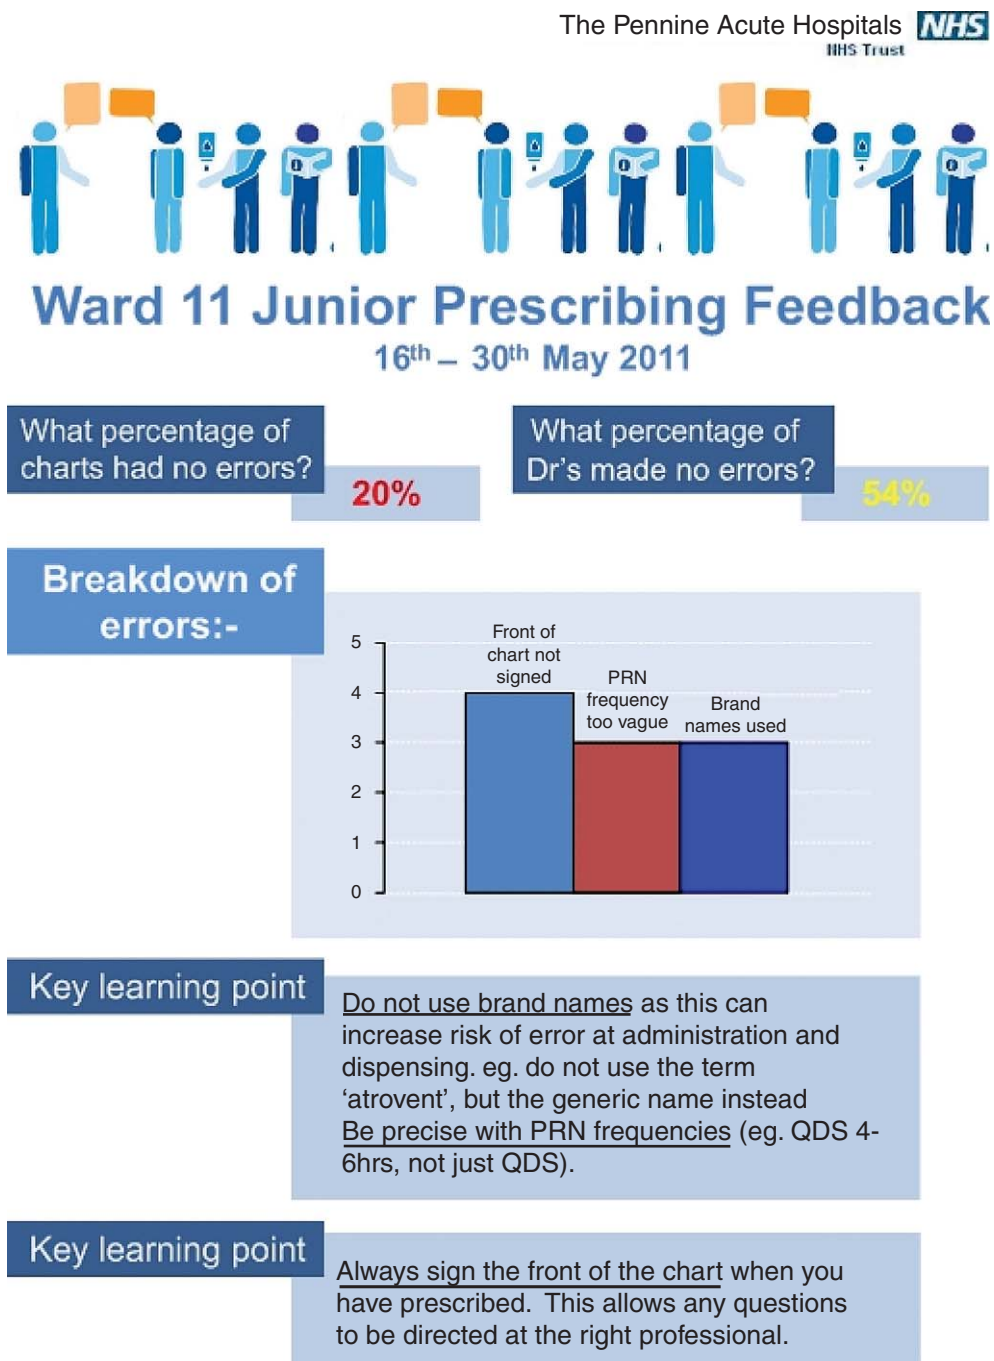 The Pennine Acute Hospitals NHS
NHS Trust
Ward 11 Junior Prescribing Feedback
16th – 30th May 2011
What percentage of
charts had no errors?
20%
What percentage of
Dr's made no errors?
54%
Breakdown of
errors:-
5
4
3
2
1
0
Front of
chart not
signed
PRN
frequency
too vague
Brand
names used
Key learning point
Do not use brand names as this can
increase risk of error at administration and
dispensing. eg. do not use the term
‘atrovent’, but the generic name instead
Be precise with PRN frequencies (eg. QDS 4-
6hrs, not just QDS).
Key learning point
Always sign the front of the chart when you
have prescribed. This allows any questions
to be directed at the right professional.